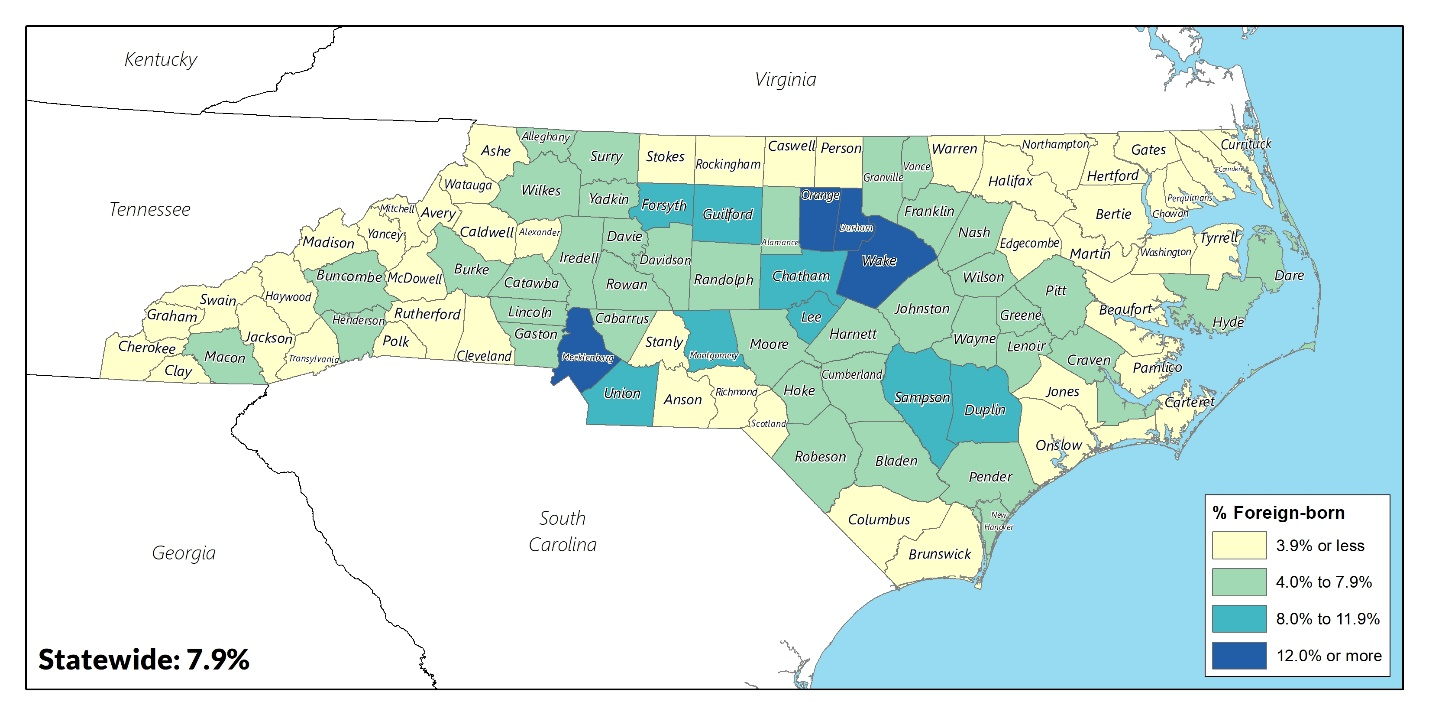 Kentucky
Virginia
Tennessee
Ashe
Alleghany
Surry
Stokes
Rockingham
Caswell
Person
Granville
Vance
Warren
Northampton
Gates
Currituck
Camden
Halifax
Hertford
Watauga
Wilkes
Yadkin
Forsyth
Guilford
Orange
Durham
Franklin
Bertie
Perquimans
Chowan
Mitchell
Avery
Yancey
Caldwell
Alexander
Davie
Alamance
Nash
Edgecombe
Martin
Washington
Tyrrell
Dare
Madison
Iredell
Davidson
Wake
Buncombe
McDowell
Burke
Catawba
Rowan
Randolph
Chatham
Wilson
Pitt
Beaufort
Hyde
Swain
Haywood
Graham
Rutherford
Lincoln
Cabarrus
Lee
Johnston
Greene
Henderson
Polk
Gaston
Stanly
Harnett
Wayne
Lenoir
Craven
Pamlico
Cherokee
Jackson
Macon
Transylvania
Cleveland
Mecklenburg
Montgomery
Moore
Clay
Cumberland
Union
Anson
Richmond
Hoke
Sampson
Duplin
Jones
Carteret
Scotland
Onslow
Robeson
Bladen
Pender
Columbus
New
Hanover
Brunswick
South
Carolina
Georgia
% Foreign-born
3.9% or less
4.0% to 7.9%
8.0% to 11.9%
12.0% or more
Statewide: 7.9%